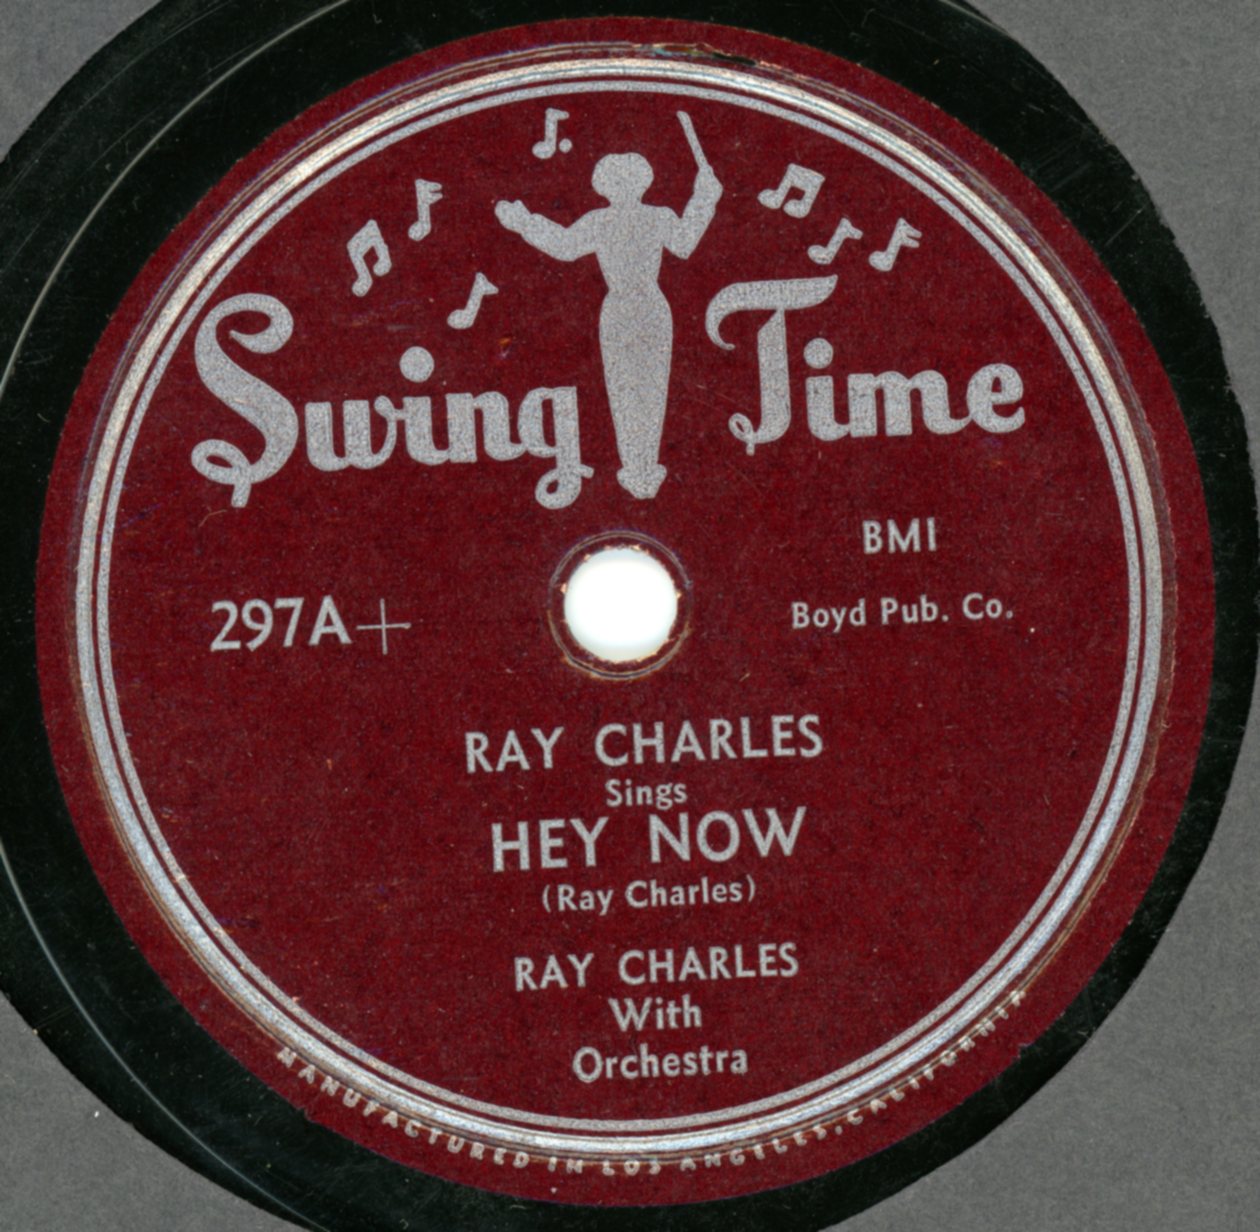 Swing Time
BMI
297A+
Boyd Pub. Co.
RAY CHARLES
Sings
HEY NOW
(Ray Charles)
RAY CHARLES
With
Orchestra
MANUFACTURED IN LOS ANGELES, CALIFORNIA